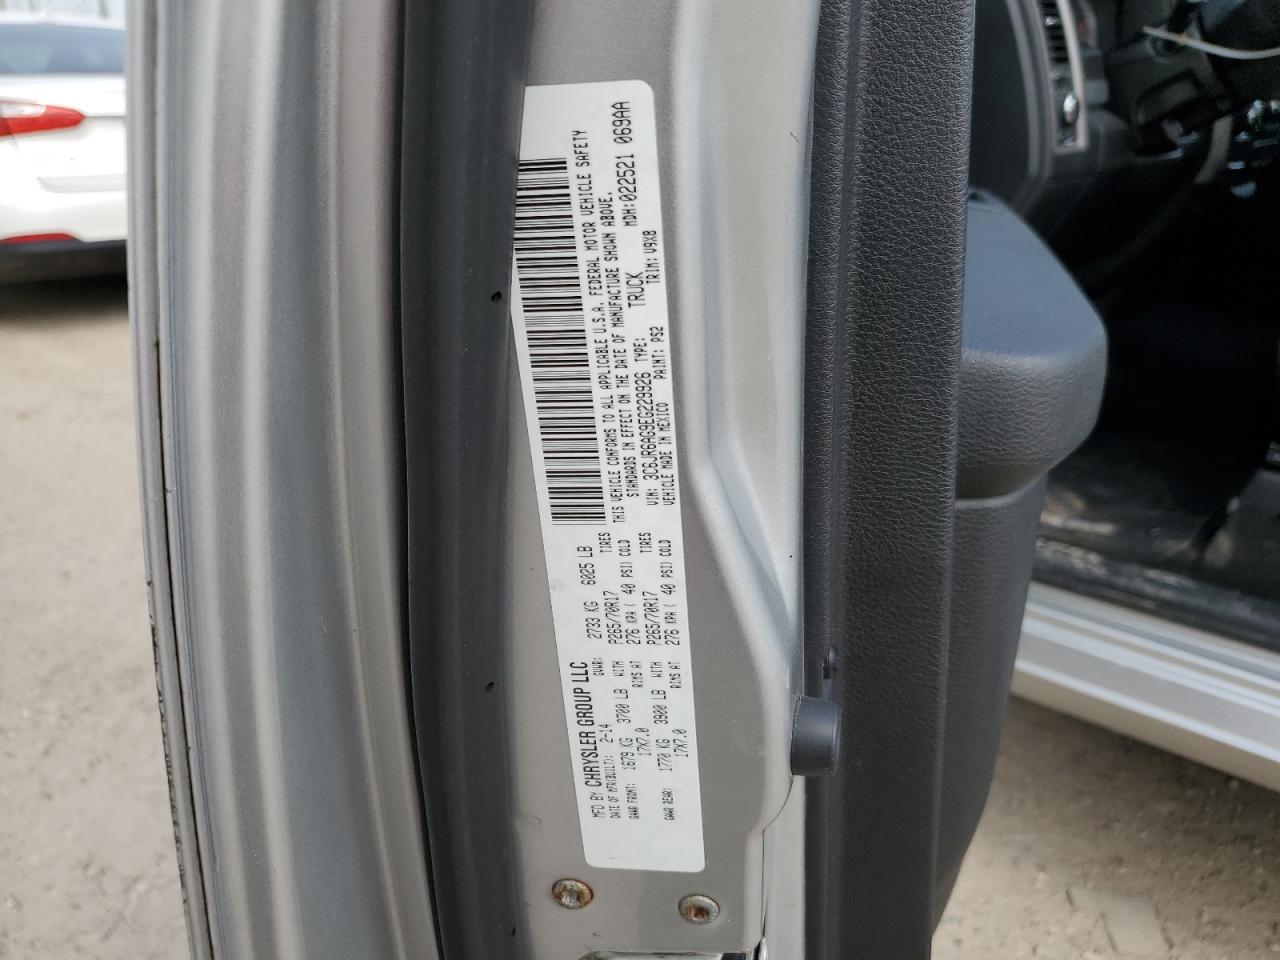 MFD BY CHRYSLER GROUP LLC
DATE OF MFR(BUILT): 2-14 GVWR: 2733 KG 6025 LB
GAWR FRONT: 1679 KG 3700 LB WITH P265/70R17 TIRES
17X7.0 RIMS AT 276 KPA ( 40 PSI) COLD
GAWR REAR: 1770 KG 3900 LB WITH P265/70R17 TIRES
17X7.0 RIMS AT 276 KPA ( 40 PSI) COLD
THIS VEHICLE CONFORMS TO ALL APPLICABLE U.S.A. FEDERAL MOTOR VEHICLE SAFETY
STANDARDS IN EFFECT ON THE DATE OF MANUFACTURE SHOWN ABOVE.
MDH:022521 069AA
VIN: 3C6JR6AG9EG229926 TYPE: TRUCK
VEHICLE MADE IN MEXICO PAINT: PS2 TRIM: V9X8